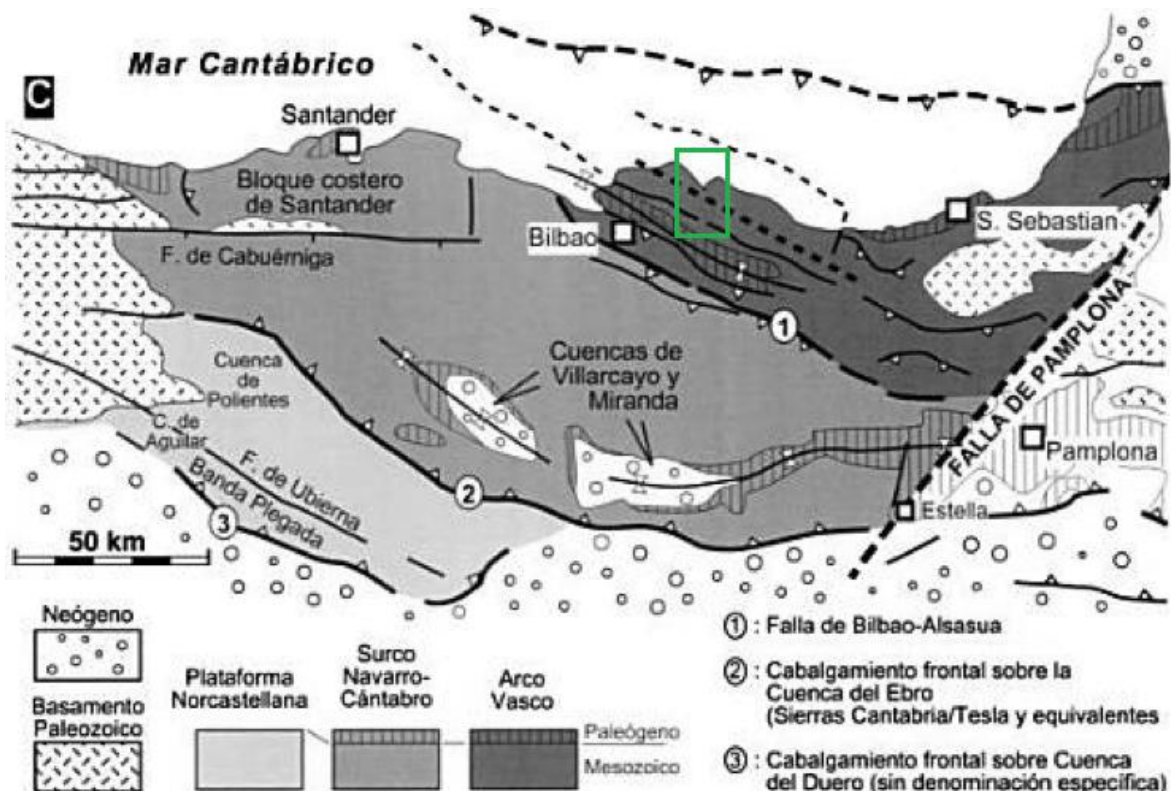 Mar Cantábrico
C
Santander
Bloque costero
de Santander
F. de Cabuérniga
Bilbao
S. Sebastian
1
FALLA DE PAMPLONA
Cuencas de
Villarcayo y
Miranda
Cuenca
de
Polientes
C. de
Aguilar
F. de Ubierna
Banda Plegada
2
3
Pamplona
Estella
50 km
Neógeno
Basamento
Paleozoico
Plataforma
Norcastellana
Surco
Navarro-
Cántabro
Arco
Vasco
Paleógeno
Mesozoico
1 : Falla de Bilbao-Alsasua
2 : Cabalgamiento frontal sobre la
Cuenca del Ebro
(Sierras Cantabria/Tesla y equivalentes
3 : Cabalgamiento frontal sobre Cuenca
del Duero (sin denominación específica)